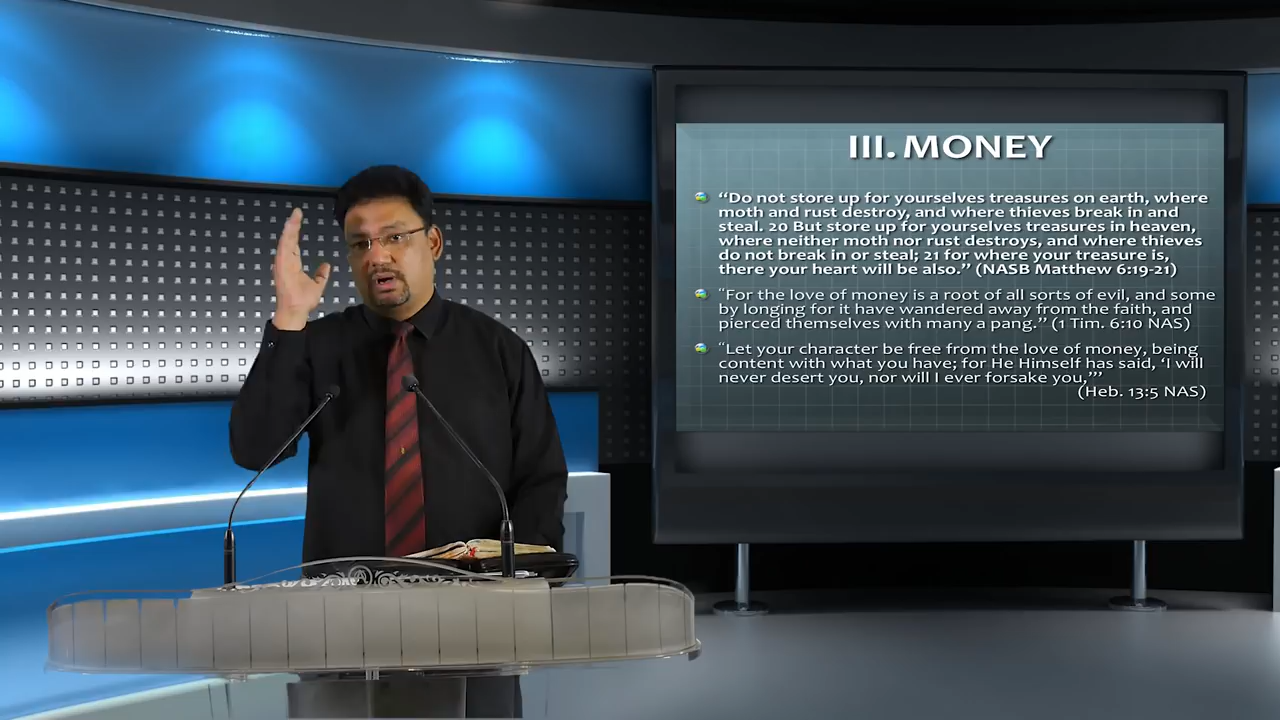 III. MONEY
“Do not store up for yourselves treasures on earth, where
moth and rust destroy, and where thieves break in and
steal. 20 But store up for yourselves treasures in heaven,
where neither moth nor rust destroys, and where thieves
do not break in or steal; 21 for where your treasure is,
there your heart will be also.” (NASB Matthew 6:19-21)
“For the love of money is a root of all sorts of evil, and some
by longing for it have wandered away from the faith, and
pierced themselves with many a pang.” (1 Tim. 6:10 NAS)
“Let your character be free from the love of money, being
content with what you have; for He Himself has said, ‘I will
never desert you, nor will I ever forsake you,’”
(Heb. 13:5 NAS)